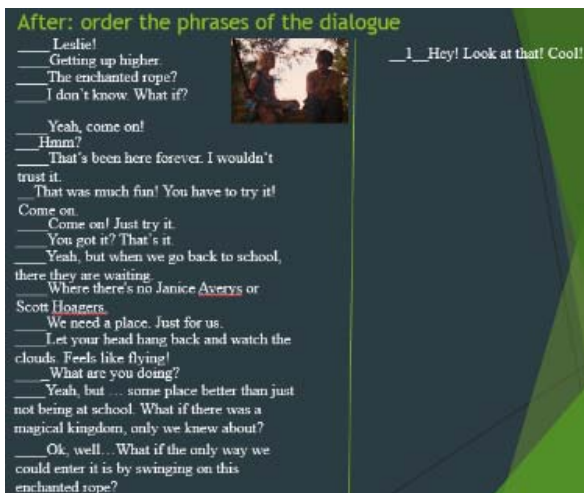 After: order the phrases of the dialogue
____ Leslie!
____Getting up higher.
____The enchanted rope?
____I don't know. What if?
____Yeah, come on!
___Hmm?
____That's been here forever. I wouldn't
trust it.
__That was much fun! You have to try it!
Come on.
____Come on! Just try it.
____You got it? That's it.
____Yeah, but when we go back to school,
there they are waiting.
____Where there's no Janice Averys or
Scott Hoagers.
____We need a place. Just for us.
____Let your head hang back and watch the
clouds. Feels like flying!
____What are you doing?
____Yeah, but … some place better than just
not being at school. What if there was a
magical kingdom, only we knew about?
____Ok, well…What if the only way we
could enter it is by swinging on this
enchanted rope?
__1__Hey! Look at that! Cool!